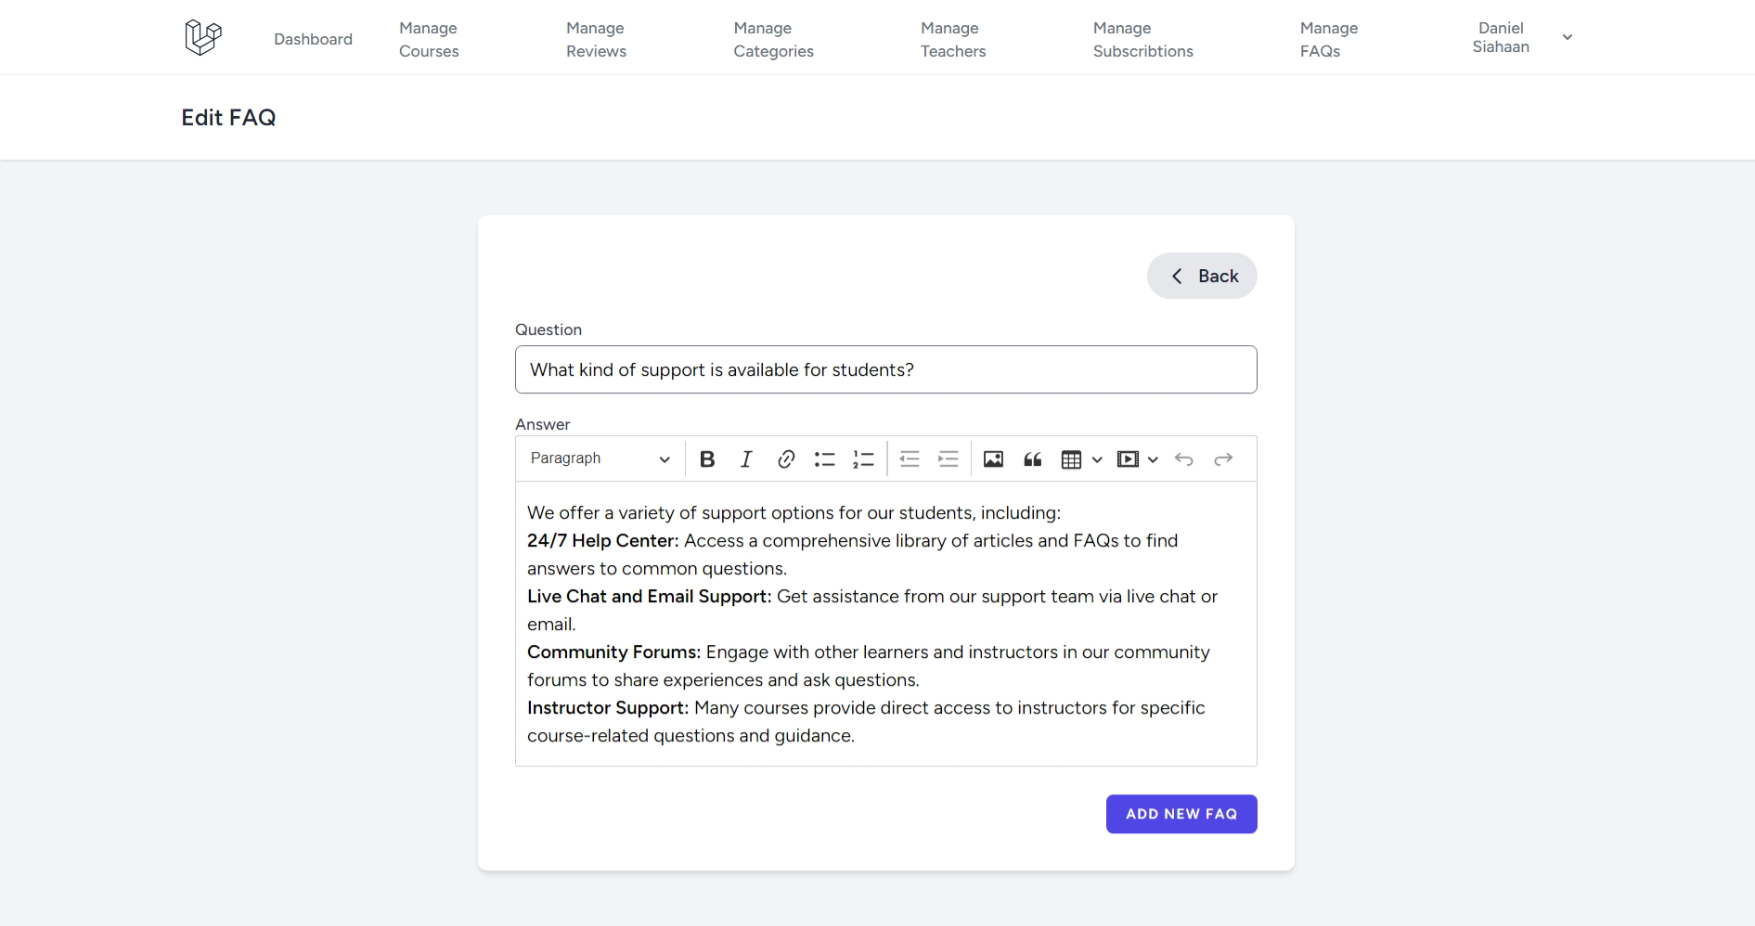 Dashboard
Manage
Courses
Manage
Reviews
Manage
Categories
Manage
Teachers
Manage
Subscribtions
Manage
FAQs
Daniel
Siahaan
Edit FAQ
Back
Question
What kind of support is available for students?
Answer
Paragraph
We offer a variety of support options for our students, including:
24/7 Help Center: Access a comprehensive library of articles and FAQs to find
answers to common questions.
Live Chat and Email Support: Get assistance from our support team via live chat or
email.
Community Forums: Engage with other learners and instructors in our community
forums to share experiences and ask questions.
Instructor Support: Many courses provide direct access to instructors for specific
course-related questions and guidance.
ADD NEW FAQ